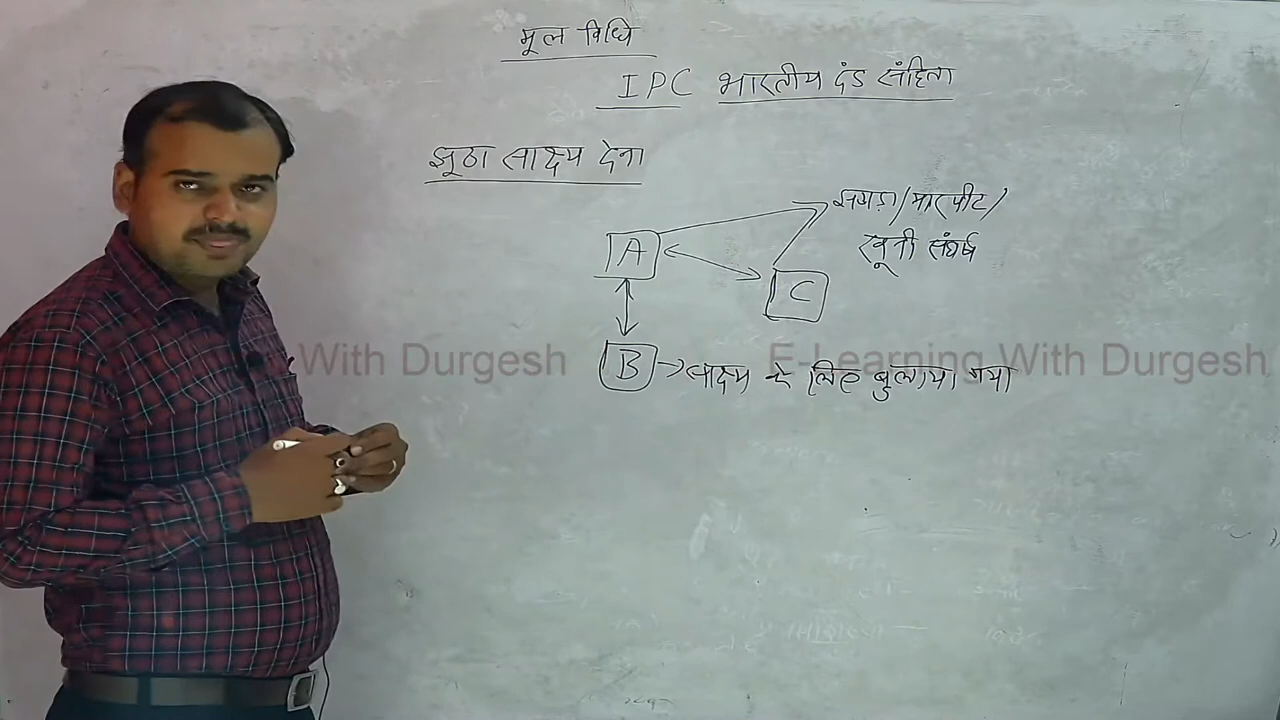 मूल विधि
IPC भारतीय दंड संहिता
झूठा साक्ष्य देना
झगड़ा/मारपीट/
खूनी संघर्ष
A
C
B → साक्ष्य के लिए बुलाया गया
With Durgesh E-Learning With Durgesh